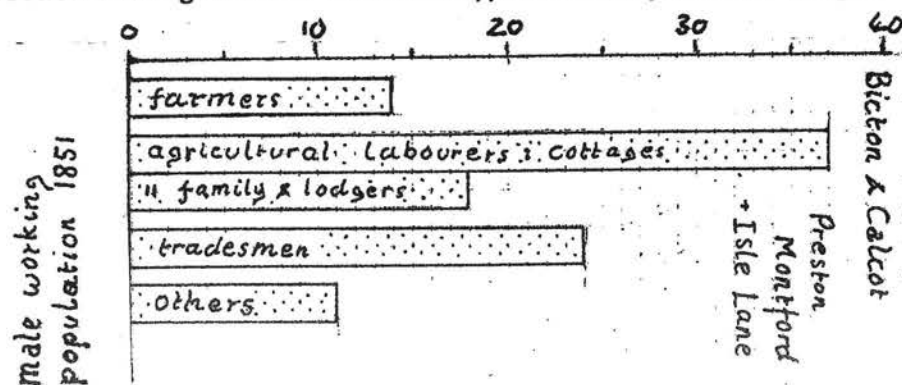 0 10 20 30 40
farmers
agricultural labourers : cottages
" family & lodgers
tradesmen
others
male working
population 1851
Bicton & Calcot
Preston
Montford
+ Isle Lane